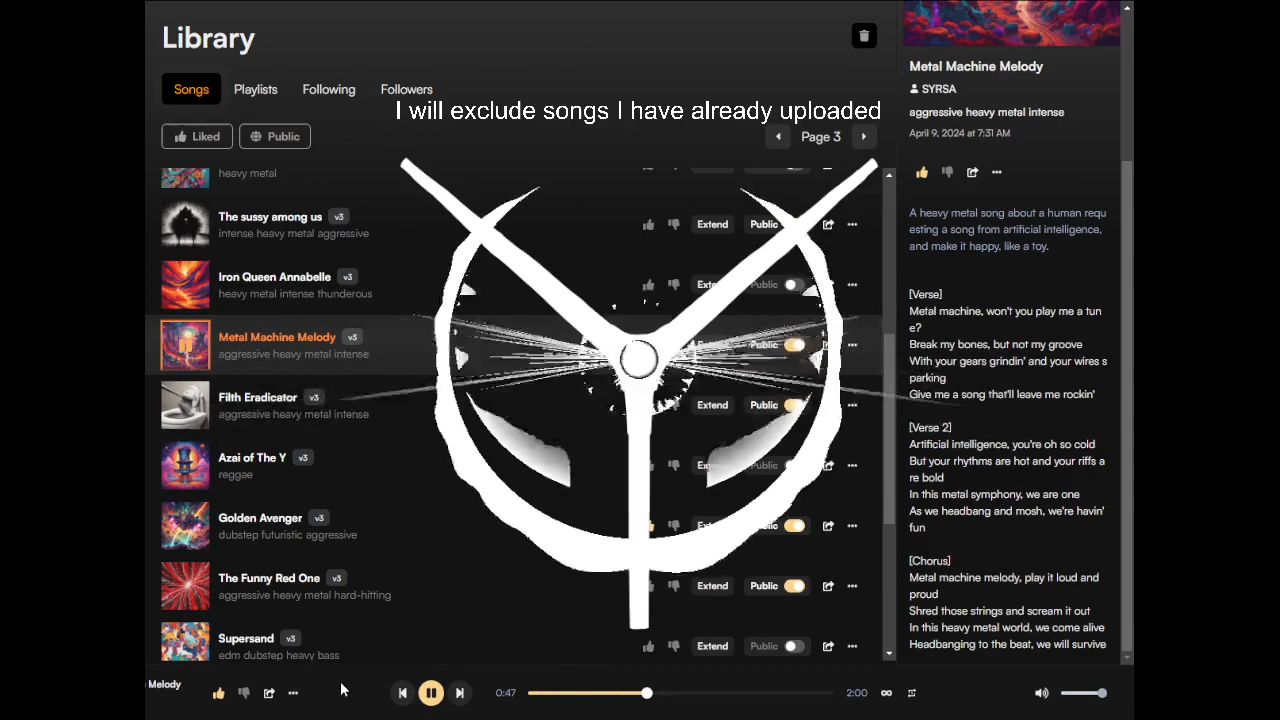 Library
Songs
Playlists
Following
Followers
I will exclude songs I have already uploaded
Liked
Public
Page 3
heavy metal
The sussy among us v3
intense heavy metal aggressive
Extend
Public
Iron Queen Annabelle v3
heavy metal intense thunderous
Public
Metal Machine Melody v3
aggressive heavy metal intense
Filth Eradicator v3
aggressive heavy metal intense
Extend
Public
Azai of The Y v3
reggae
Public
Golden Avenger v3
dubstep futuristic aggressive
Public
The Funny Red One v3
aggressive heavy metal hard-hitting
Extend
Public
Supersand v3
edm dubstep heavy bass
Extend
Public
Metal Machine Melody
SYRSA
aggressive heavy metal intense
April 9, 2024 at 7:31 AM
A heavy metal song about a human requ
esting a song from artificial intelligence,
and make it happy, like a toy.
[Verse]
Metal machine, won't you play me a tun
e?
Break my bones, but not my groove
With your gears grindin' and your wires s
parking
Give me a song that'll leave me rockin'
[Verse 2]
Artificial intelligence, you're oh so cold
But your rhythms are hot and your riffs a
re bold
In this metal symphony, we are one
As we headbang and mosh, we're havin'
fun
[Chorus]
Metal machine melody, play it loud and
proud
Shred those strings and scream it out
In this heavy metal world, we come alive
Headbanging to the beat, we will survive
Melody
0:47
2:00